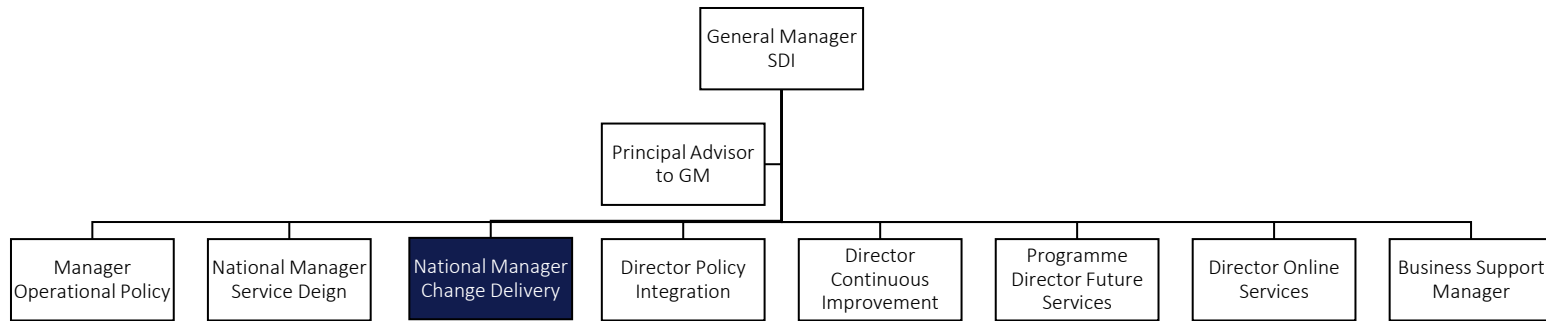 General Manager
SDI
Principal Advisor
to GM
Manager
Operational Policy
National Manager
Service Deign
National Manager
Change Delivery
Director Policy
Integration
Director
Continuous
Improvement
Programme
Director Future
Services
Director Online
Services
Business Support
Manager